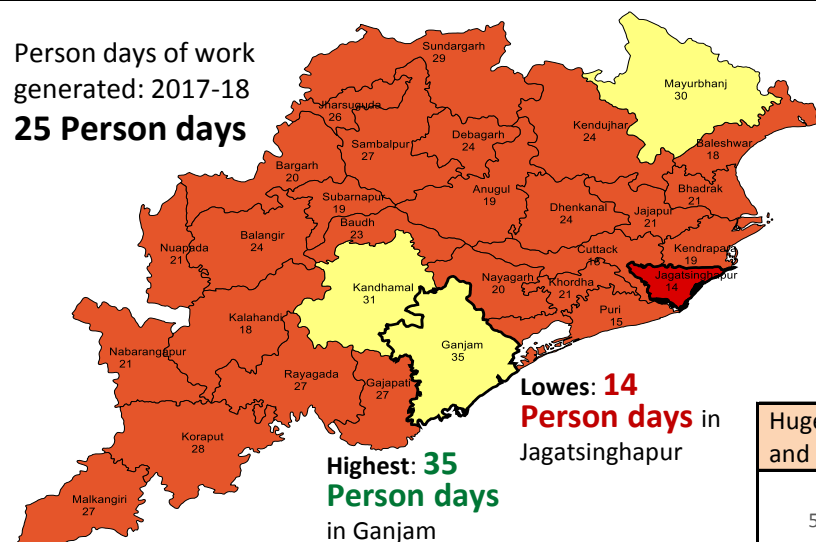 Person days of work
generated: 2017-18
25 Person days
Sundargarh
29
Mayurbhanj
30
Jharsuguda
26
Kendujhar
24
Debagarh
24
Sambalpur
27
Baleshwar
18
Bargarh
20
Bhadrak
21
Anugul
19
Subarnapur
19
Dhenkanal
24
Jajapur
21
Baudh
23
Balangir
24
Nuapada
21
Cuttack
Kendrapara
19
Jagatsinghapur
14
Nayagarh
20
Khordha
21
Kandhamal
31
Puri
15
Kalahandi
18
Ganjam
35
Nabarangapur
21
Rayagada
27
Gajapati
27
Koraput
28
Malkangiri
27
Lowes: 14
Person days in
Jagatsinghapur
Highest: 35
Person days
in Ganjam
Huge
and
5